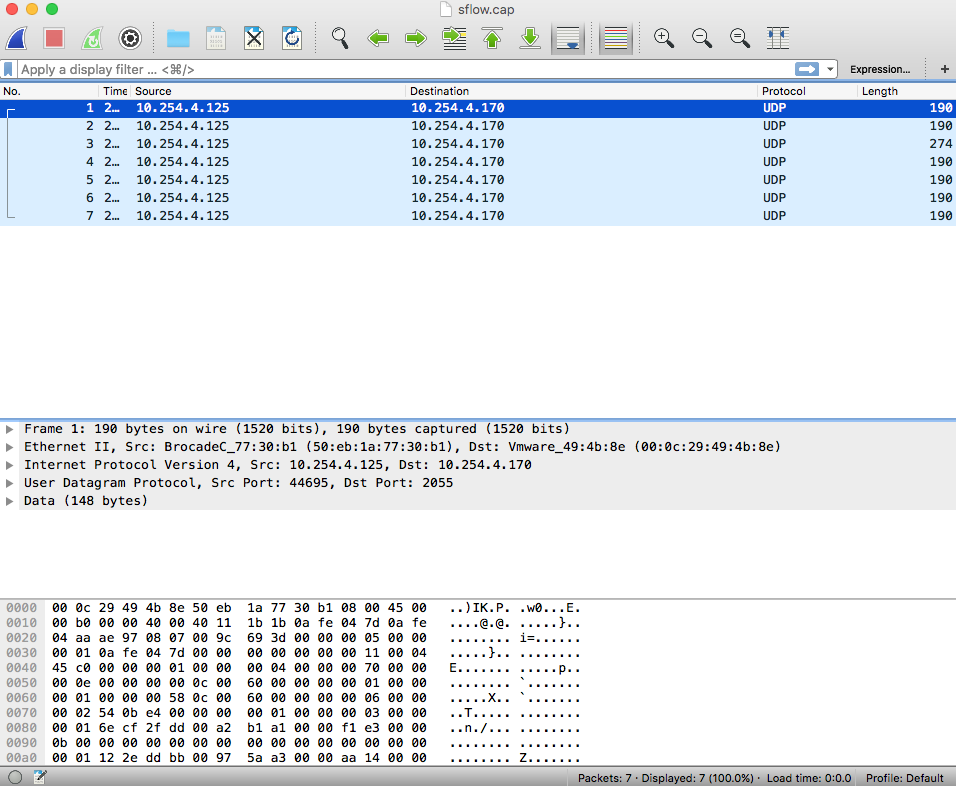 sflow.cap
Apply a display filter ... <⌘/>
Expression...
+
No. Time Source Destination Protocol Length
1 2... 10.254.4.125 10.254.4.170 UDP 190
2 2... 10.254.4.125 10.254.4.170 UDP 190
3 2... 10.254.4.125 10.254.4.170 UDP 274
4 2... 10.254.4.125 10.254.4.170 UDP 190
5 2... 10.254.4.125 10.254.4.170 UDP 190
6 2... 10.254.4.125 10.254.4.170 UDP 190
7 2... 10.254.4.125 10.254.4.170 UDP 190
Frame 1: 190 bytes on wire (1520 bits), 190 bytes captured (1520 bits)
Ethernet II, Src: BrocadeC_77:30:b1 (50:eb:1a:77:30:b1), Dst: Vmware_49:4b:8e (00:0c:29:49:4b:8e)
Internet Protocol Version 4, Src: 10.254.4.125, Dst: 10.254.4.170
User Datagram Protocol, Src Port: 44695, Dst Port: 2055
Data (148 bytes)
0000 00 0c 29 49 4b 8e 50 eb 1a 77 30 b1 08 00 45 00 ..)IK.P. .w0...E.
0010 00 b0 00 00 40 00 40 11 1b 1b 0a fe 04 7d 0a fe ....@.@. .....}..
0020 04 aa ae 97 08 07 00 9c 69 3d 00 00 00 05 00 00 ........ i=......
0030 00 01 0a fe 04 7d 00 00 00 00 00 00 00 11 00 04 .....}.. ........
0040 45 c0 00 00 00 01 00 00 00 04 00 00 00 70 00 00 E....... .....p..
0050 00 0e 00 00 00 00 0c 00 60 00 00 00 00 01 00 00 ........ `.......
0060 00 01 00 00 00 58 0c 00 60 00 00 00 00 06 00 00 .....X.. `.......
0070 00 02 54 0b e4 00 00 00 00 01 00 00 00 03 00 00 ..T..... ........
0080 00 01 6e cf 2f dd 00 a2 b1 a1 00 00 f1 e3 00 00 ..n./... ........
0090 0b 00 00 00 00 00 00 00 00 00 00 00 00 00 00 00 ........ ........
00a0 00 01 12 2e dd bb 00 97 5a a3 00 00 aa 14 00 00 ........ Z.......
Packets: 7 · Displayed: 7 (100.0%) · Load time: 0:0.0 Profile: Default